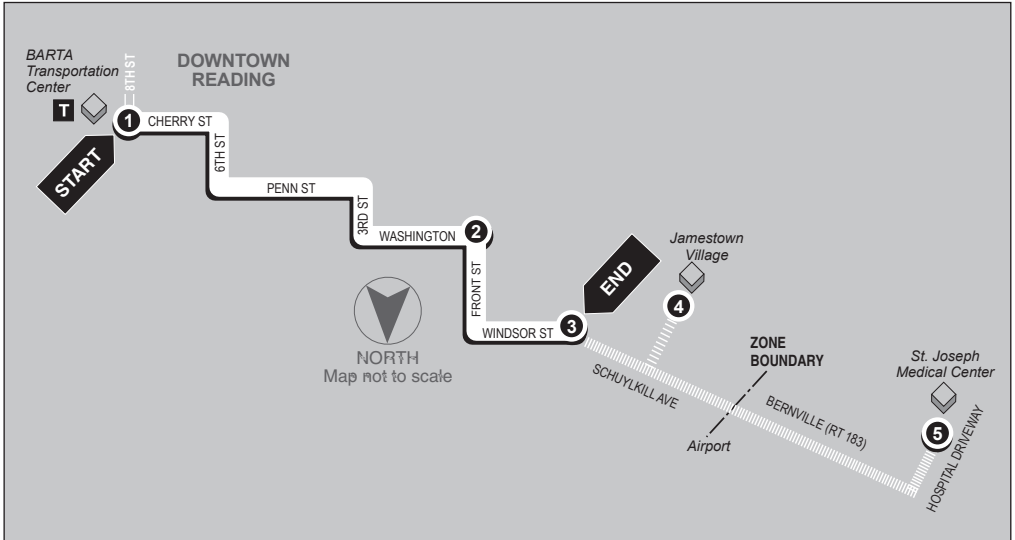 BARTA
Transportation
Center
T
8TH ST
DOWNTOWN
READING
1
CHERRY ST
START
6TH ST
PENN ST
3RD ST
WASHINGTON
2
FRONT ST
WINDSOR ST
3
END
Jamestown
Village
4
NORTH
Map not to scale
SCHUYLKILL AVE
ZONE
BOUNDARY
Airport
BERNVILLE (RT 183)
St. Joseph
Medical Center
5
HOSPITAL DRIVEWAY